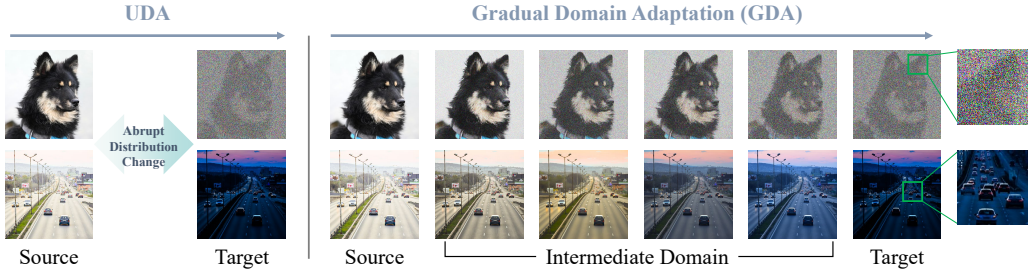 UDA
Gradual Domain Adaptation (GDA)
Abrupt
Distribution
Change
Source
Target
Source
Intermediate Domain
Target